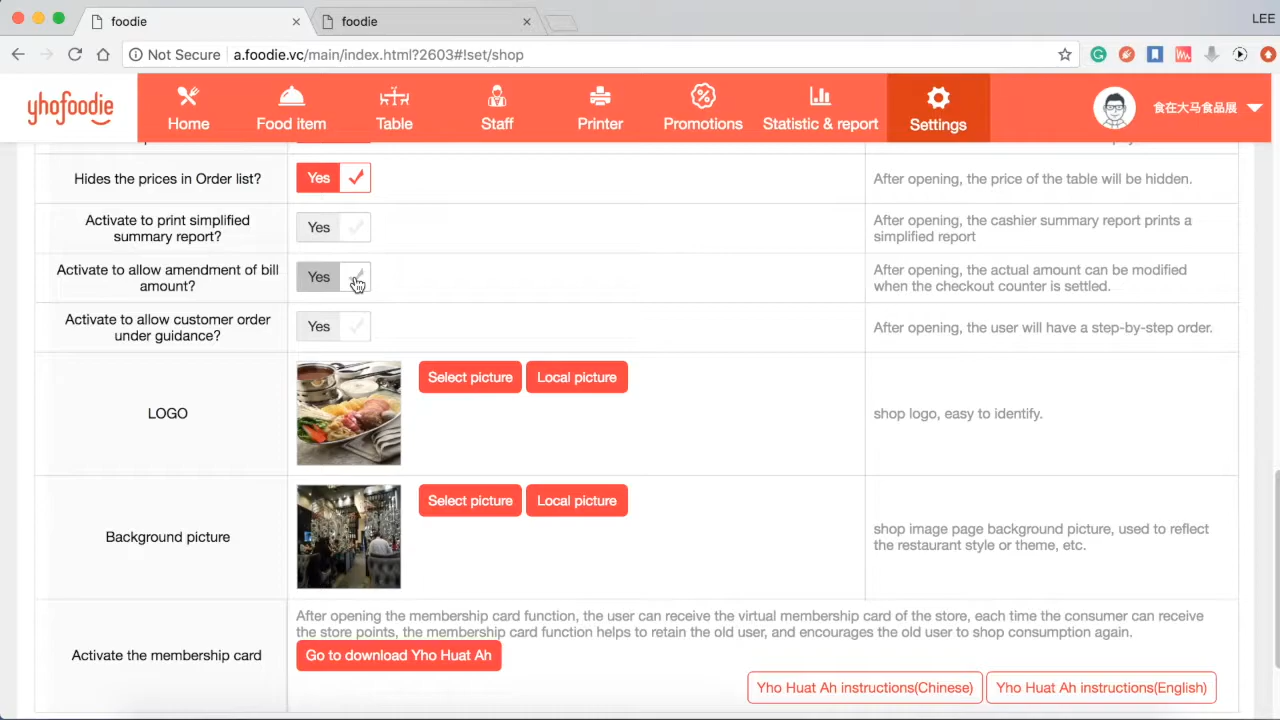 foodie
foodie
LEE
Not Secure
a.foodie.vc/main/index.html?2603#!set/shop
yhofoodie
Home
Food item
Table
Staff
Printer
Promotions
Statistic & report
Settings
食在大马食品展
Hides the prices in Order list?
Yes
After opening, the price of the table will be hidden.
Activate to print simplified
summary report?
Yes
After opening, the cashier summary report prints a
simplified report
Activate to allow amendment of bill
amount?
Yes
After opening, the actual amount can be modified
when the checkout counter is settled.
Activate to allow customer order
under guidance?
Yes
After opening, the user will have a step-by-step order.
LOGO
Select picture
Local picture
shop logo, easy to identify.
Background picture
Select picture
Local picture
shop image page background picture, used to reflect
the restaurant style or theme, etc.
Activate the membership card
After opening the membership card function, the user can receive the virtual membership card of the store, each time the consumer can receive
the store points, the membership card function helps to retain the old user, and encourages the old user to shop consumption again.
Go to download Yho Huat Ah
Yho Huat Ah instructions(Chinese)
Yho Huat Ah instructions(English)